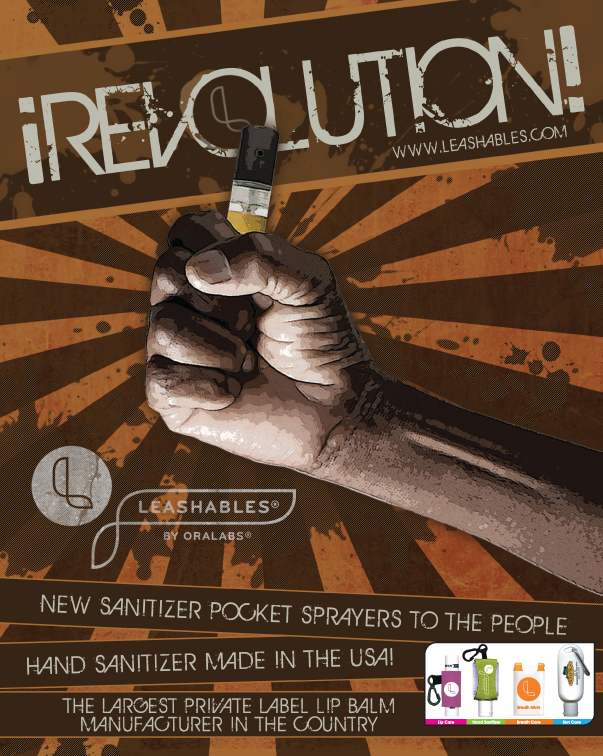 ¡REVOLUTION!
WWW.LEASHABLES.COM
LEASHABLES®
BY ORALABS®
NEW SANITIZER POCKET SPRAYERS TO THE PEOPLE
HAND SANITIZER MADE IN THE USA!
THE LARGEST PRIVATE LABEL LIP BALM
MANUFACTURER IN THE COUNTRY
Breath Mints
Lip Care Hand Sanitizer Breath Care Sun Care